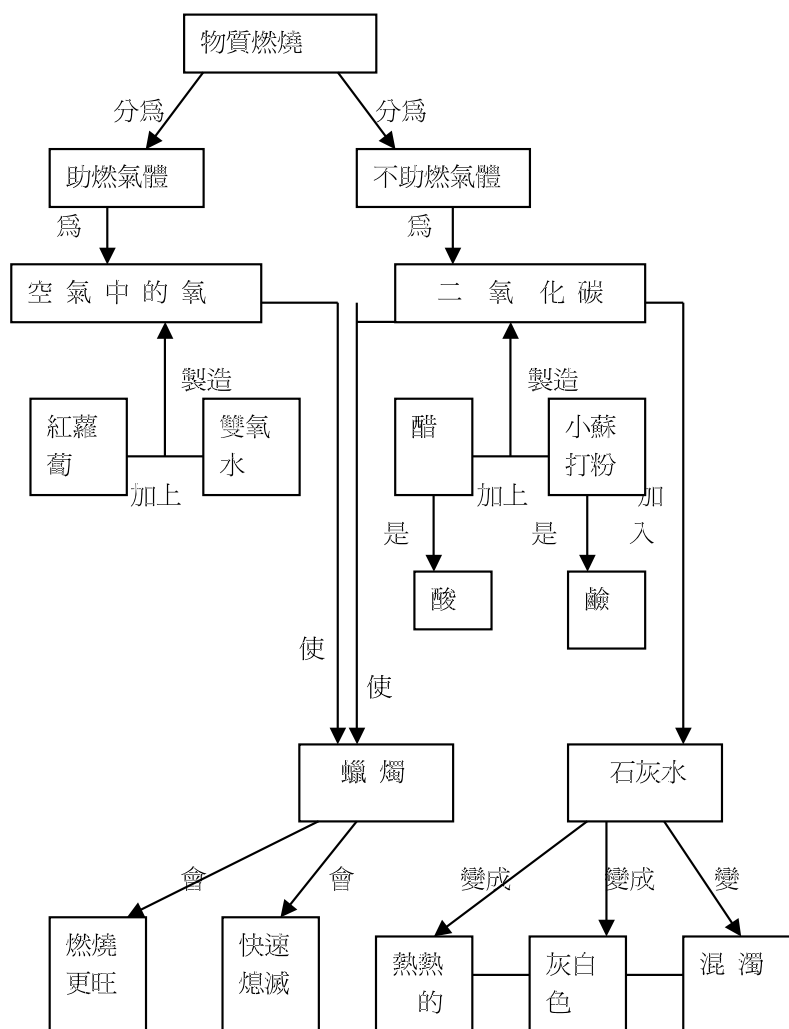 物質燃燒
分為
分為
助燃氣體
不助燃氣體
為
為
空 氣 中 的 氧
二 氧 化 碳
製造
製造
紅蘿
蔔
雙氧
水
醋
小蘇
打粉
加上
加上
加
入
是
是
酸
鹼
使
使
蠟 燭
石灰水
會
會
變成
變成
變
燃燒
更旺
快速
熄滅
熱熱
的
灰白
色
混 濁